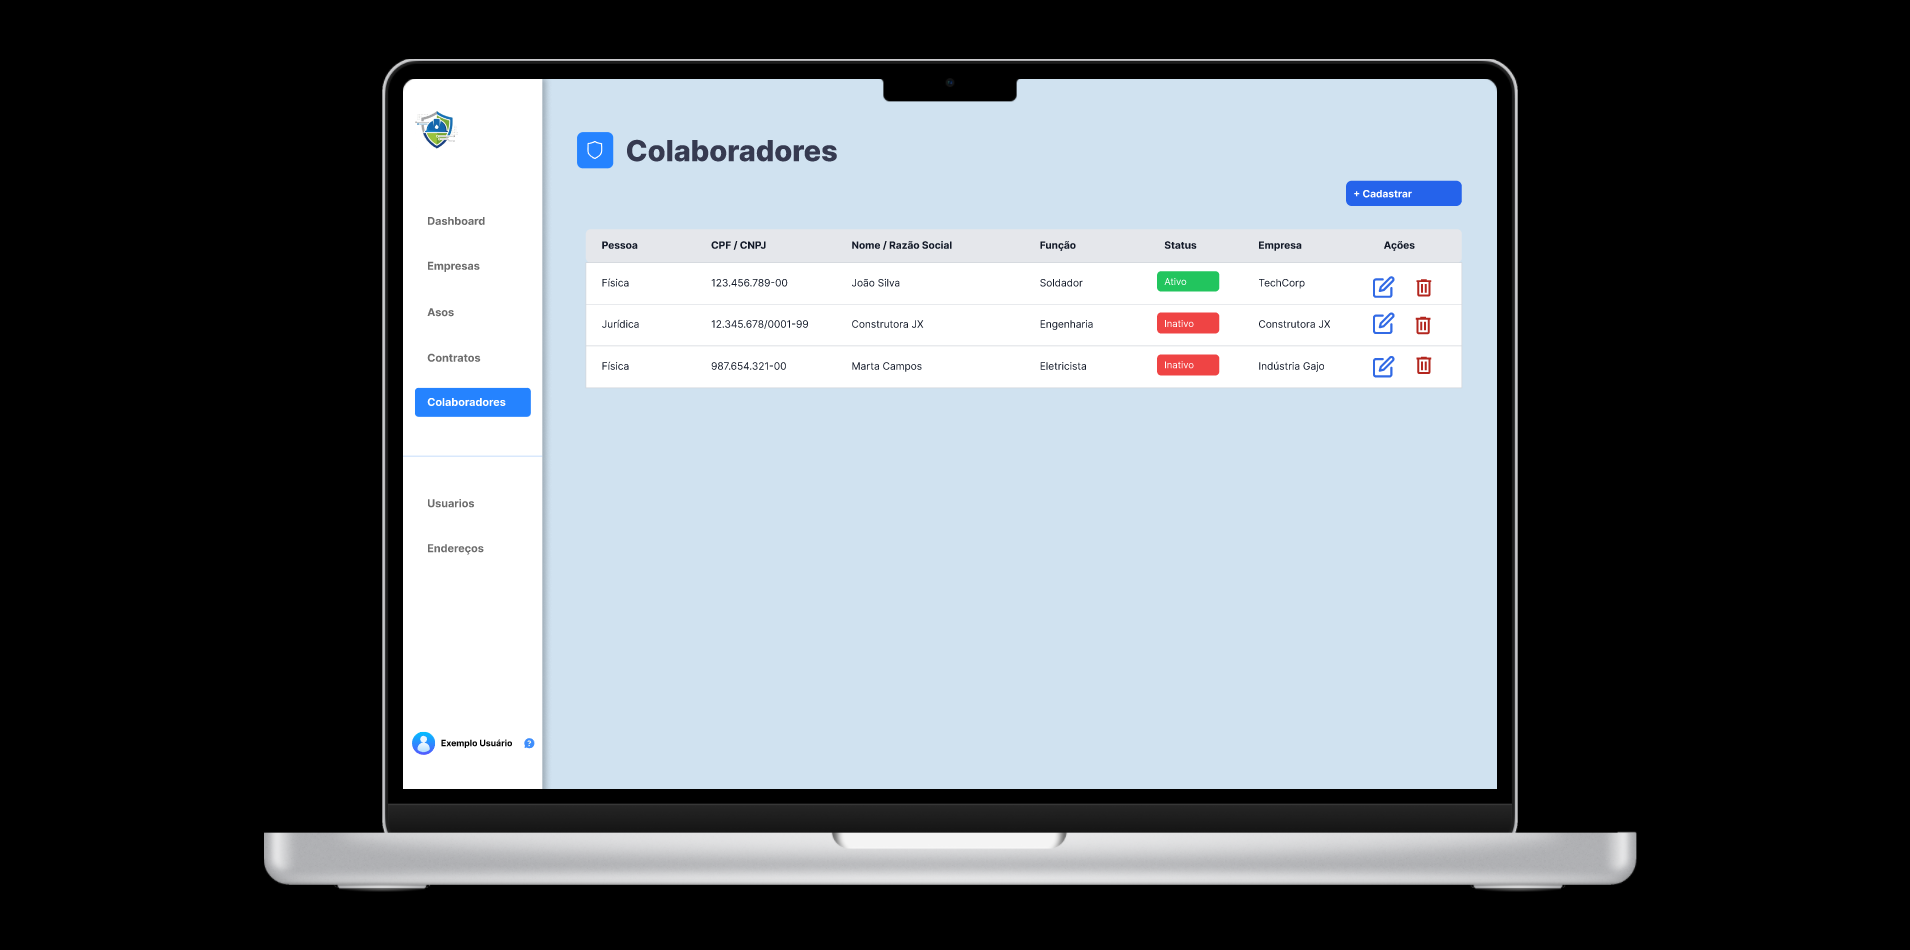 Dashboard
Empresas
Asos
Contratos
Colaboradores
Usuarios
Endereços
Exemplo Usuário ?
Colaboradores
+ Cadastrar
Pessoa CPF / CNPJ Nome / Razão Social Função Status Empresa Ações
Física 123.456.789-00 João Silva Soldador Ativo TechCorp
Jurídica 12.345.678/0001-99 Construtora JX Engenharia Inativo Construtora JX
Física 987.654.321-00 Marta Campos Eletricista Inativo Indústria Gajo